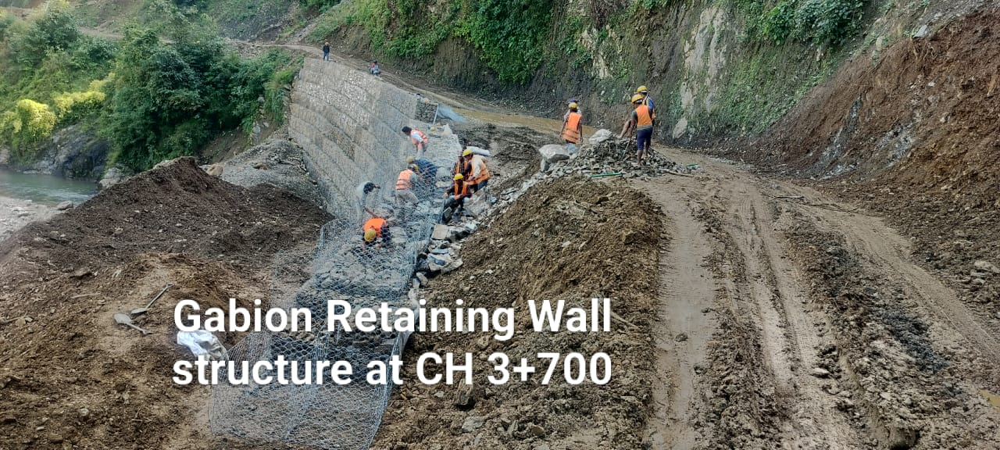 Gabion Retaining Wall
structure at CH 3+700